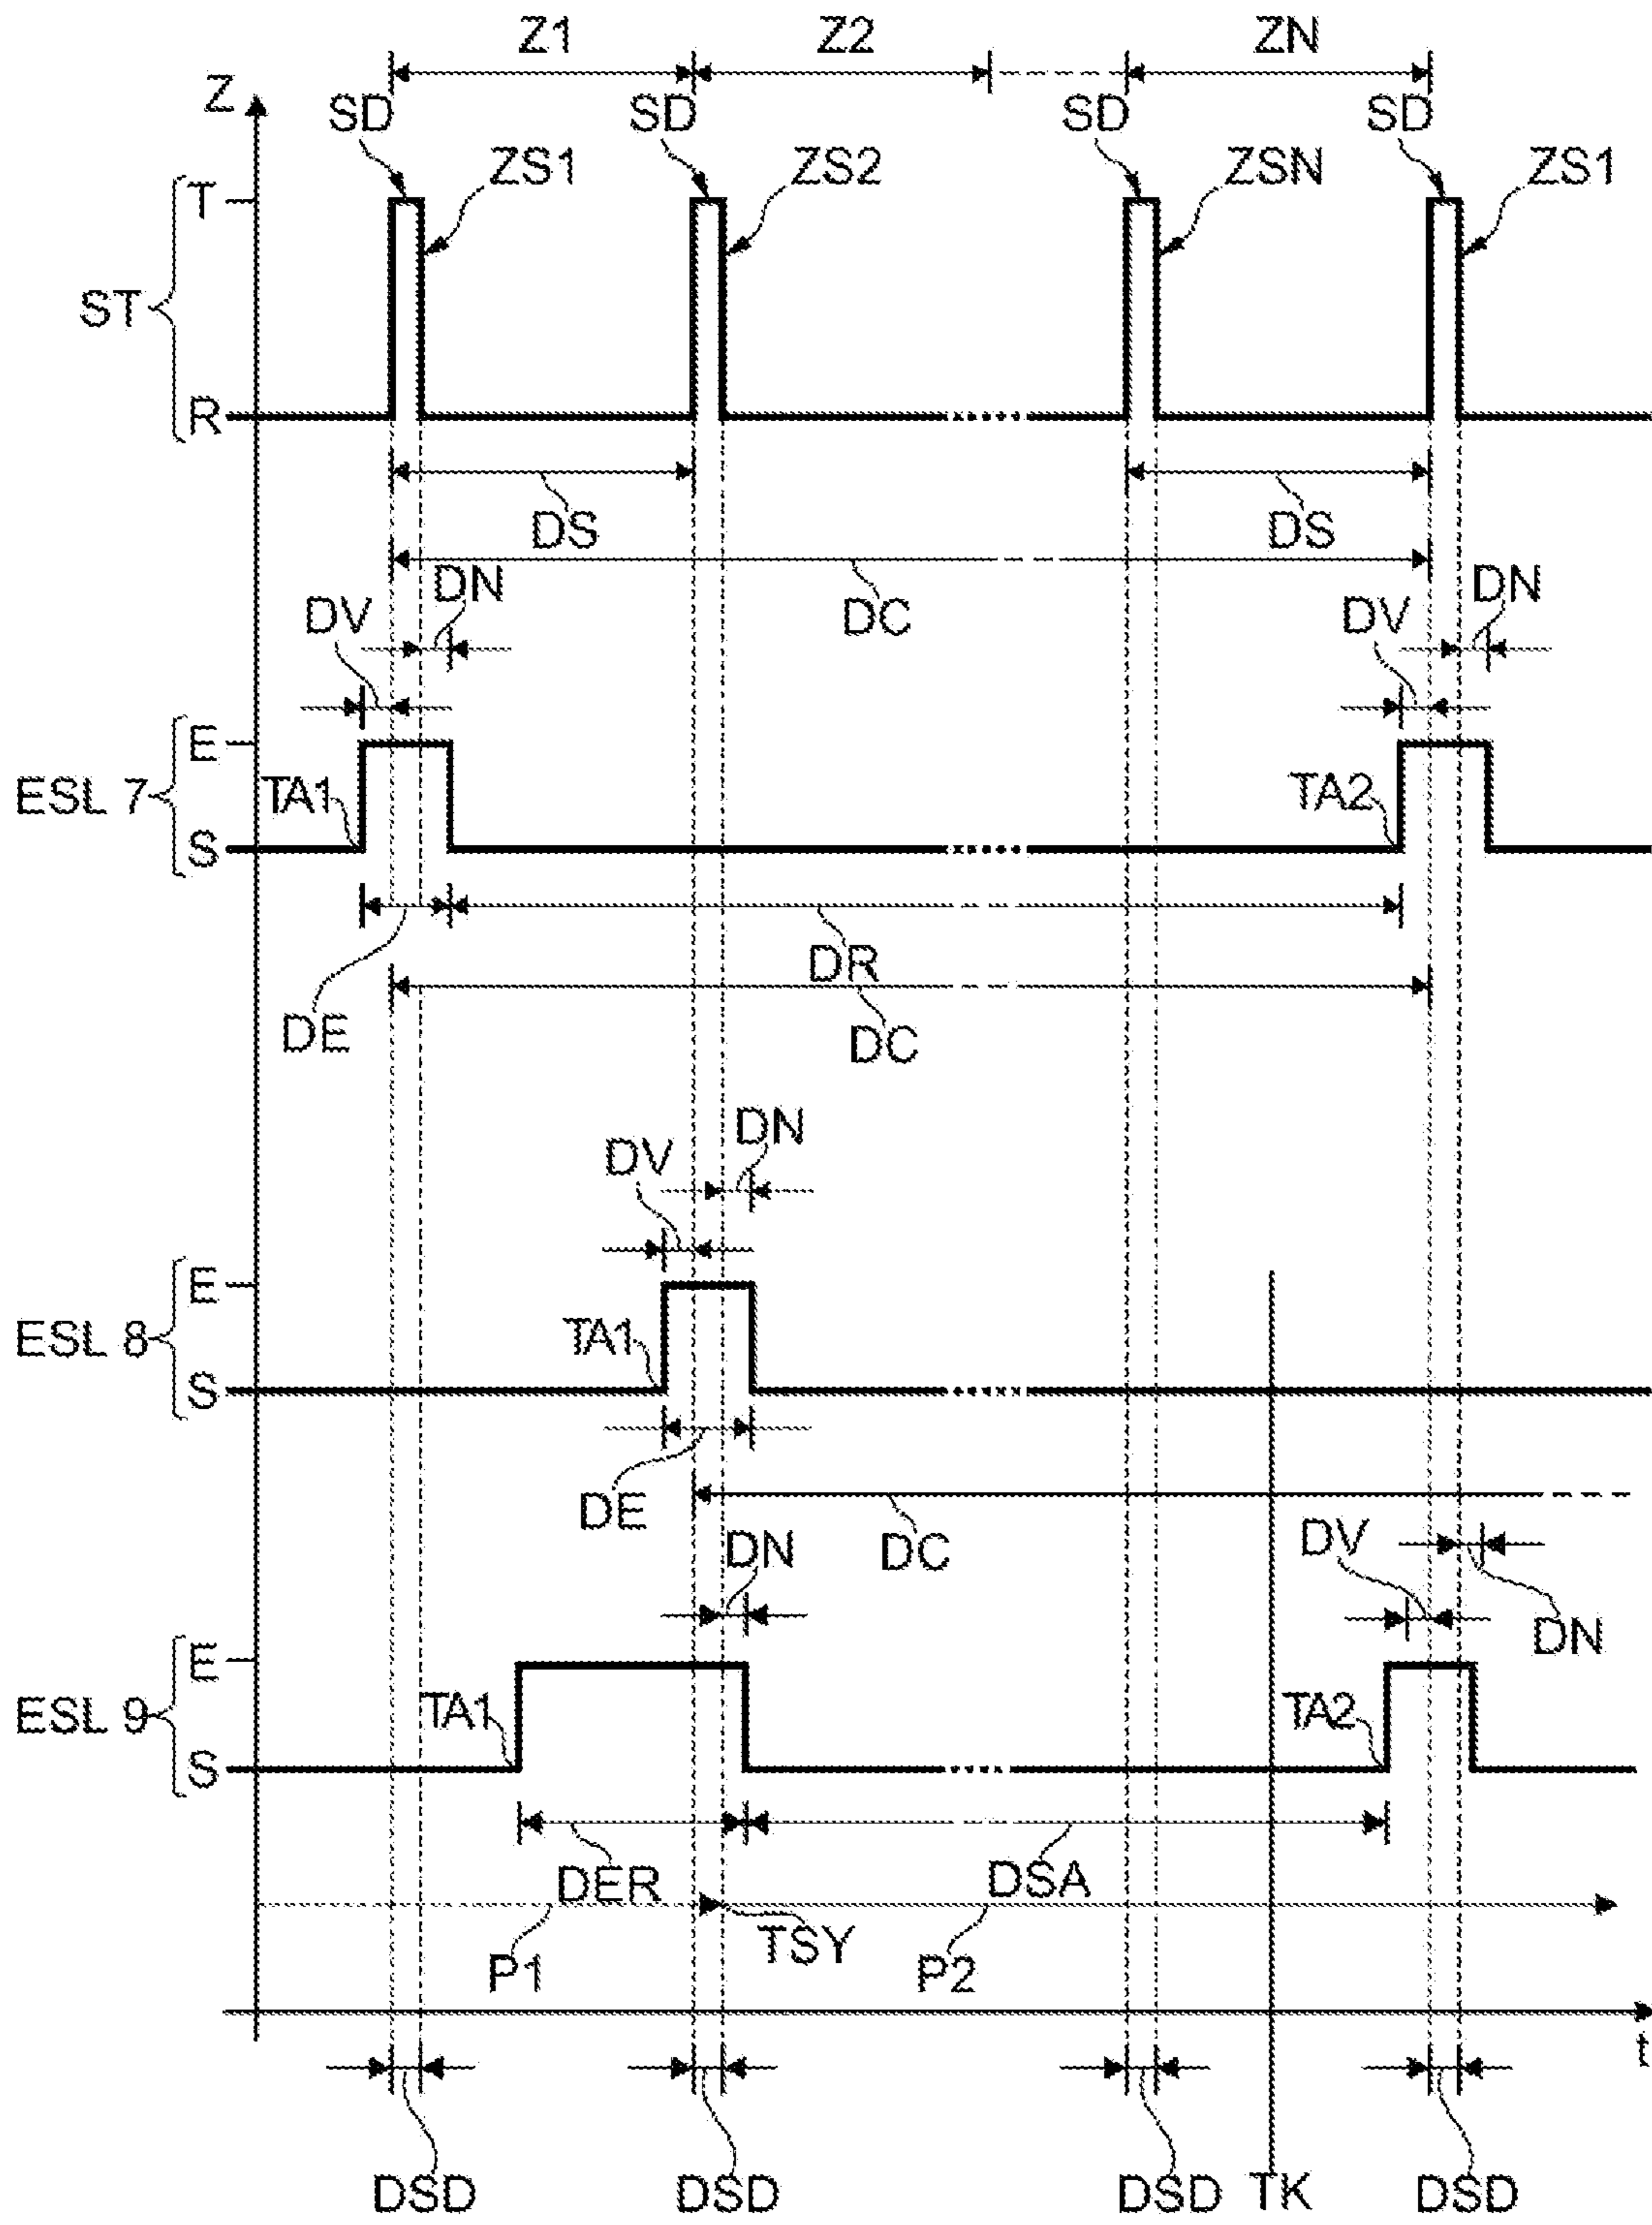 Z1 Z2 ZN
Z
SD SD SD SD
ZS1 ZS2 ZSN ZS1
T
ST
R
DS DS
DC
DN DN
DV DV
E
ESL 7 TA1 TA2
S
DR
DE DC
DN
DV
E
ESL 8 TA1
S
DE DC
DN DV
DN
E
ESL 9 TA1 TA2
S
DER DSA
TSY
P1 P2
t
DSD DSD DSD TK DSD